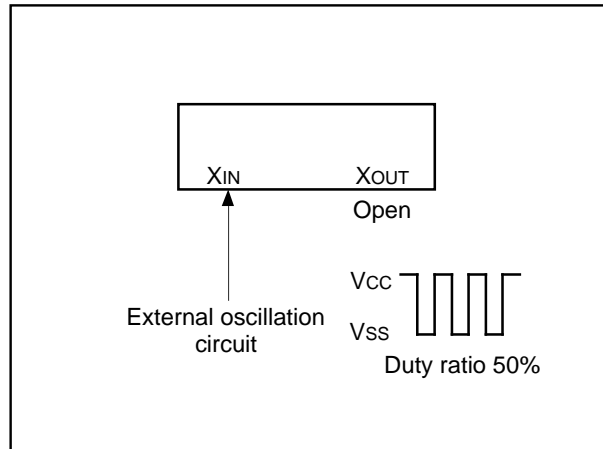 XIN
XOUT
Open
External oscillation
circuit
VCC
VSS
Duty ratio 50%